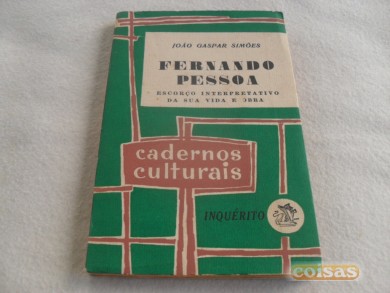 JOÃO GASPAR SIMÕES
FERNANDO
PESSOA
ESCORÇO INTERPRETATIVO
DA SUA VIDA E OBRA
cadernos
culturais
INQUÉRITO
coisas